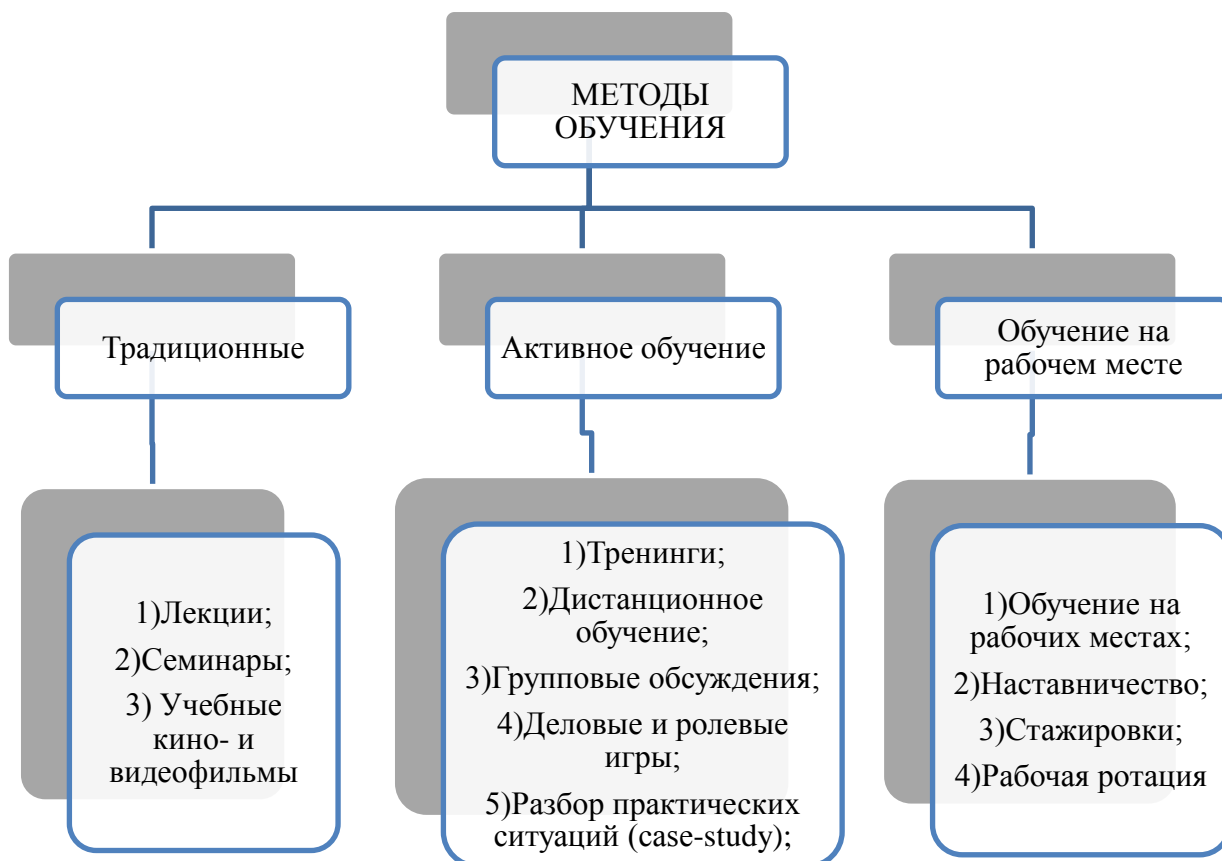 МЕТОДЫ
ОБУЧЕНИЯ
Традиционные
Активное обучение
Обучение на
рабочем месте
1)Лекции;
2)Семинары;
3) Учебные
кино- и
видеофильмы
1)Тренинги;
2)Дистанционное
обучение;
3)Групповые обсуждения;
4)Деловые и ролевые
игры;
5)Разбор практических
ситуаций (case-study);
1)Обучение на
рабочих местах;
2)Наставничество;
3)Стажировки;
4)Рабочая ротация